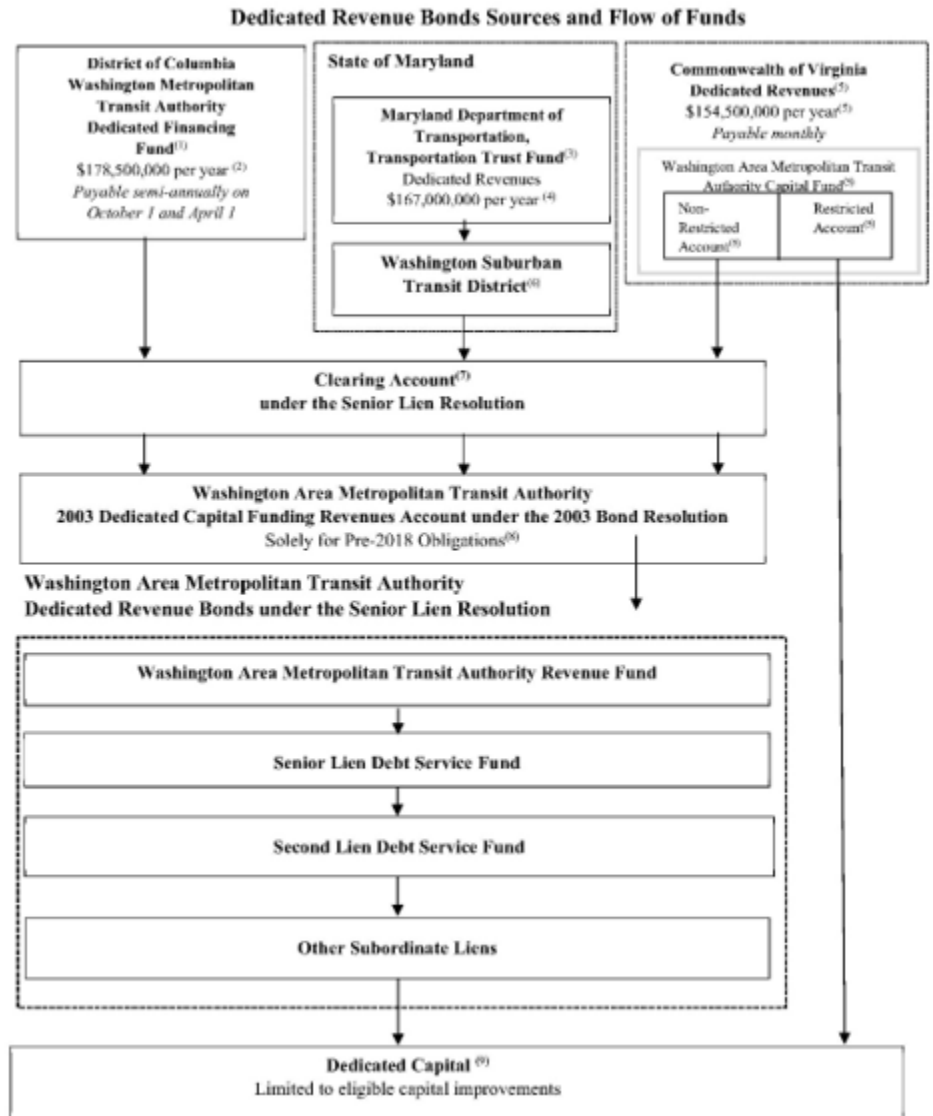 Dedicated Revenue Bonds Sources and Flow of Funds
District of Columbia
Washington Metropolitan
Transit Authority
Dedicated Financing
Fund(1)
$178,500,000 per year (2)
Payable semi-annually on
October 1 and April 1
State of Maryland
Maryland Department of
Transportation,
Transportation Trust Fund(3)
Dedicated Revenues
$167,000,000 per year (4)
Washington Suburban
Transit District(6)
Commonwealth of Virginia
Dedicated Revenues(5)
$154,500,000 per year(5)
Payable monthly
Washington Area Metropolitan Transit
Authority Capital Fund(5)
Non-
Restricted
Account(5)
Restricted
Account(5)
Clearing Account(7)
under the Senior Lien Resolution
Washington Area Metropolitan Transit Authority
2003 Dedicated Capital Funding Revenues Account under the 2003 Bond Resolution
Solely for Pre-2018 Obligations(8)
Washington Area Metropolitan Transit Authority
Dedicated Revenue Bonds under the Senior Lien Resolution
Washington Area Metropolitan Transit Authority Revenue Fund
Senior Lien Debt Service Fund
Second Lien Debt Service Fund
Other Subordinate Liens
Dedicated Capital (9)
Limited to eligible capital improvements